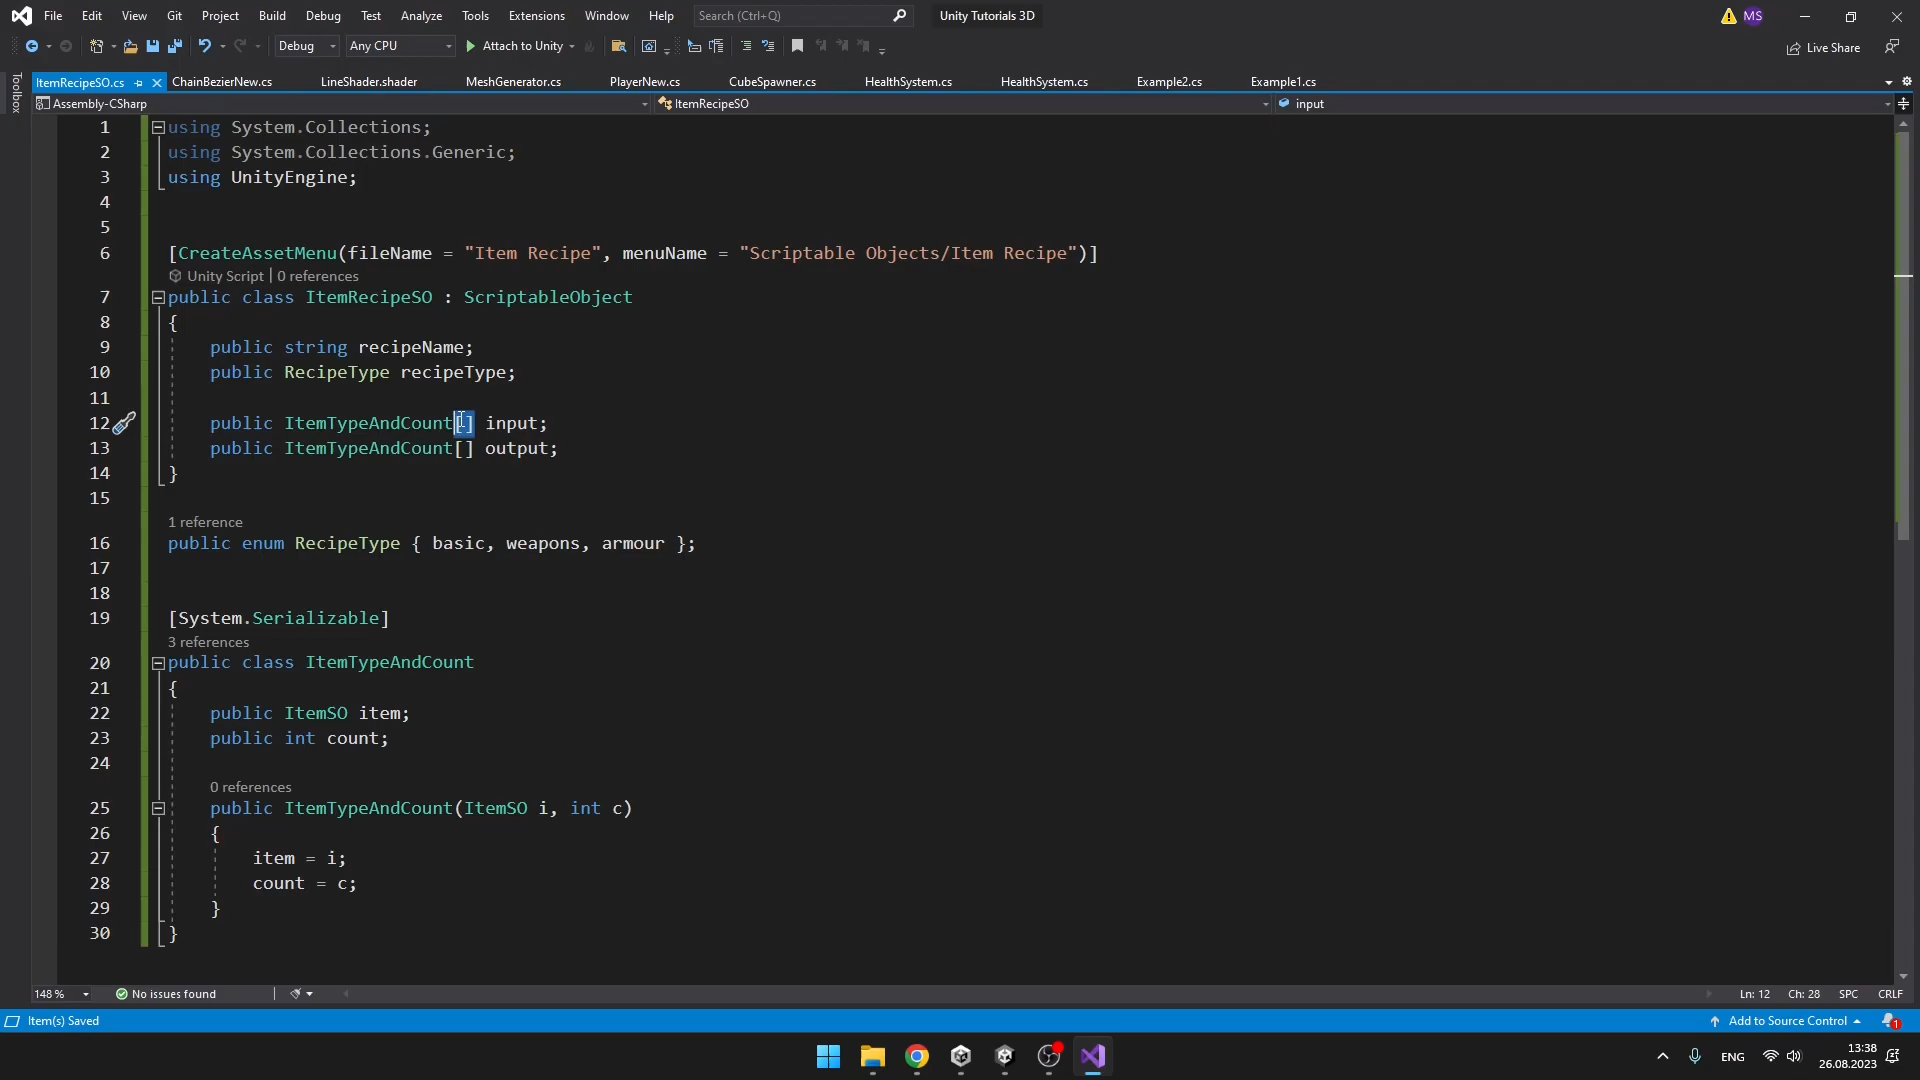 File Edit View Git Project Build Debug Test Analyze Tools Extensions Window Help Search (Ctrl+Q) Unity Tutorials 3D MS
Debug Any CPU Attach to Unity Live Share
Toolbox
ItemRecipeSO.cs ChainBezierNew.cs LineShader.shader MeshGenerator.cs PlayerNew.cs CubeSpawner.cs HealthSystem.cs HealthSystem.cs Example2.cs Example1.cs
Assembly-CSharp ItemRecipeSO input
1 using System.Collections;
2 using System.Collections.Generic;
3 using UnityEngine;
4
5
6 [CreateAssetMenu(fileName = "Item Recipe", menuName = "Scriptable Objects/Item Recipe")]
Unity Script | 0 references
7 public class ItemRecipeSO : ScriptableObject
8 {
9 public string recipeName;
10 public RecipeType recipeType;
11
12 public ItemTypeAndCount[] input;
13 public ItemTypeAndCount[] output;
14 }
15
1 reference
16 public enum RecipeType { basic, weapons, armour };
17
18
19 [System.Serializable]
3 references
20 public class ItemTypeAndCount
21 {
22 public ItemSO item;
23 public int count;
24
0 references
25 public ItemTypeAndCount(ItemSO i, int c)
26 {
27 item = i;
28 count = c;
29 }
30 }
148 % No issues found Ln: 12 Ch: 28 SPC CRLF
Item(s) Saved Add to Source Control 1
ENG 13:38
26.08.2023